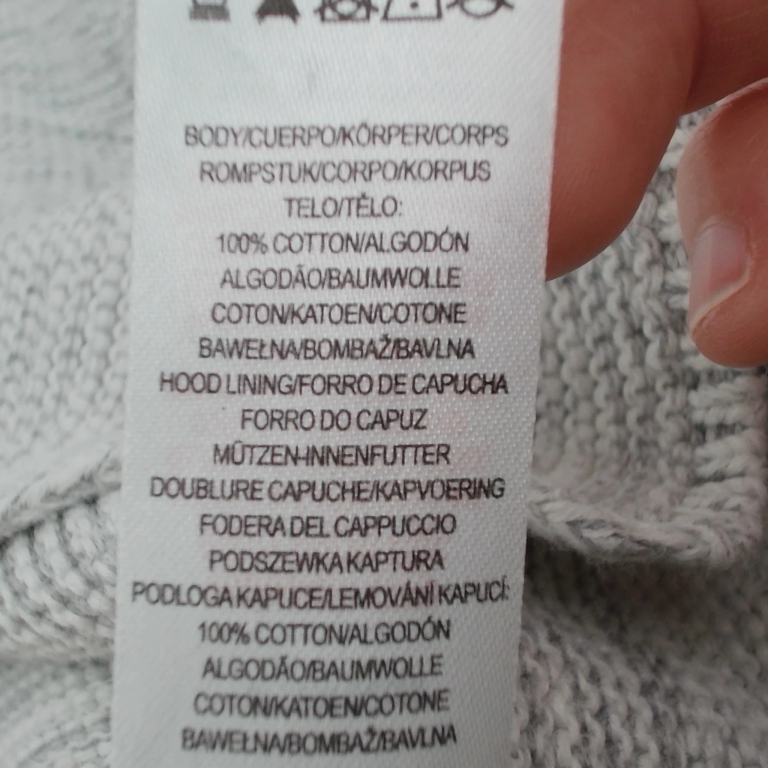 BODY/CUERPO/KÖRPER/CORPS
ROMPSTUK/CORPO/KORPUS
TELO/TĚLO:
100% COTTON/ALGODÓN
ALGODÃO/BAUMWOLLE
COTON/KATOEN/COTONE
BAWEŁNA/BOMBAŽ/BAVLNA
HOOD LINING/FORRO DE CAPUCHA
FORRO DO CAPUZ
MÜTZEN-INNENFUTTER
DOUBLURE CAPUCHE/KAPVOERING
FODERA DEL CAPPUCCIO
PODSZEWKA KAPTURA
PODLOGA KAPUCE/LEMOVÁNÍ KAPUCÍ:
100% COTTON/ALGODÓN
ALGODÃO/BAUMWOLLE
COTON/KATOEN/COTONE
BAWEŁNA/BOMBAŽ/BAVLNA